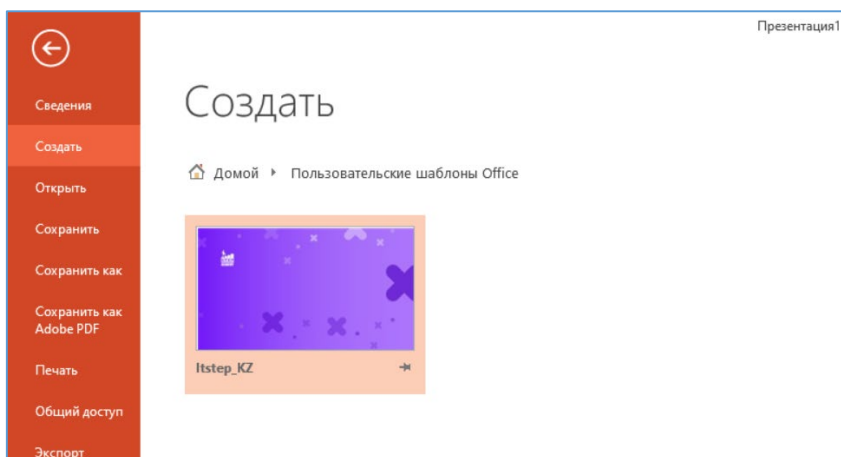 Презентация1
Сведения
Создать
Открыть
Сохранить
Сохранить как
Сохранить как
Adobe PDF
Печать
Общий доступ
Экспорт
Создать
Домой
Пользовательские шаблоны Office
Itstep_KZ